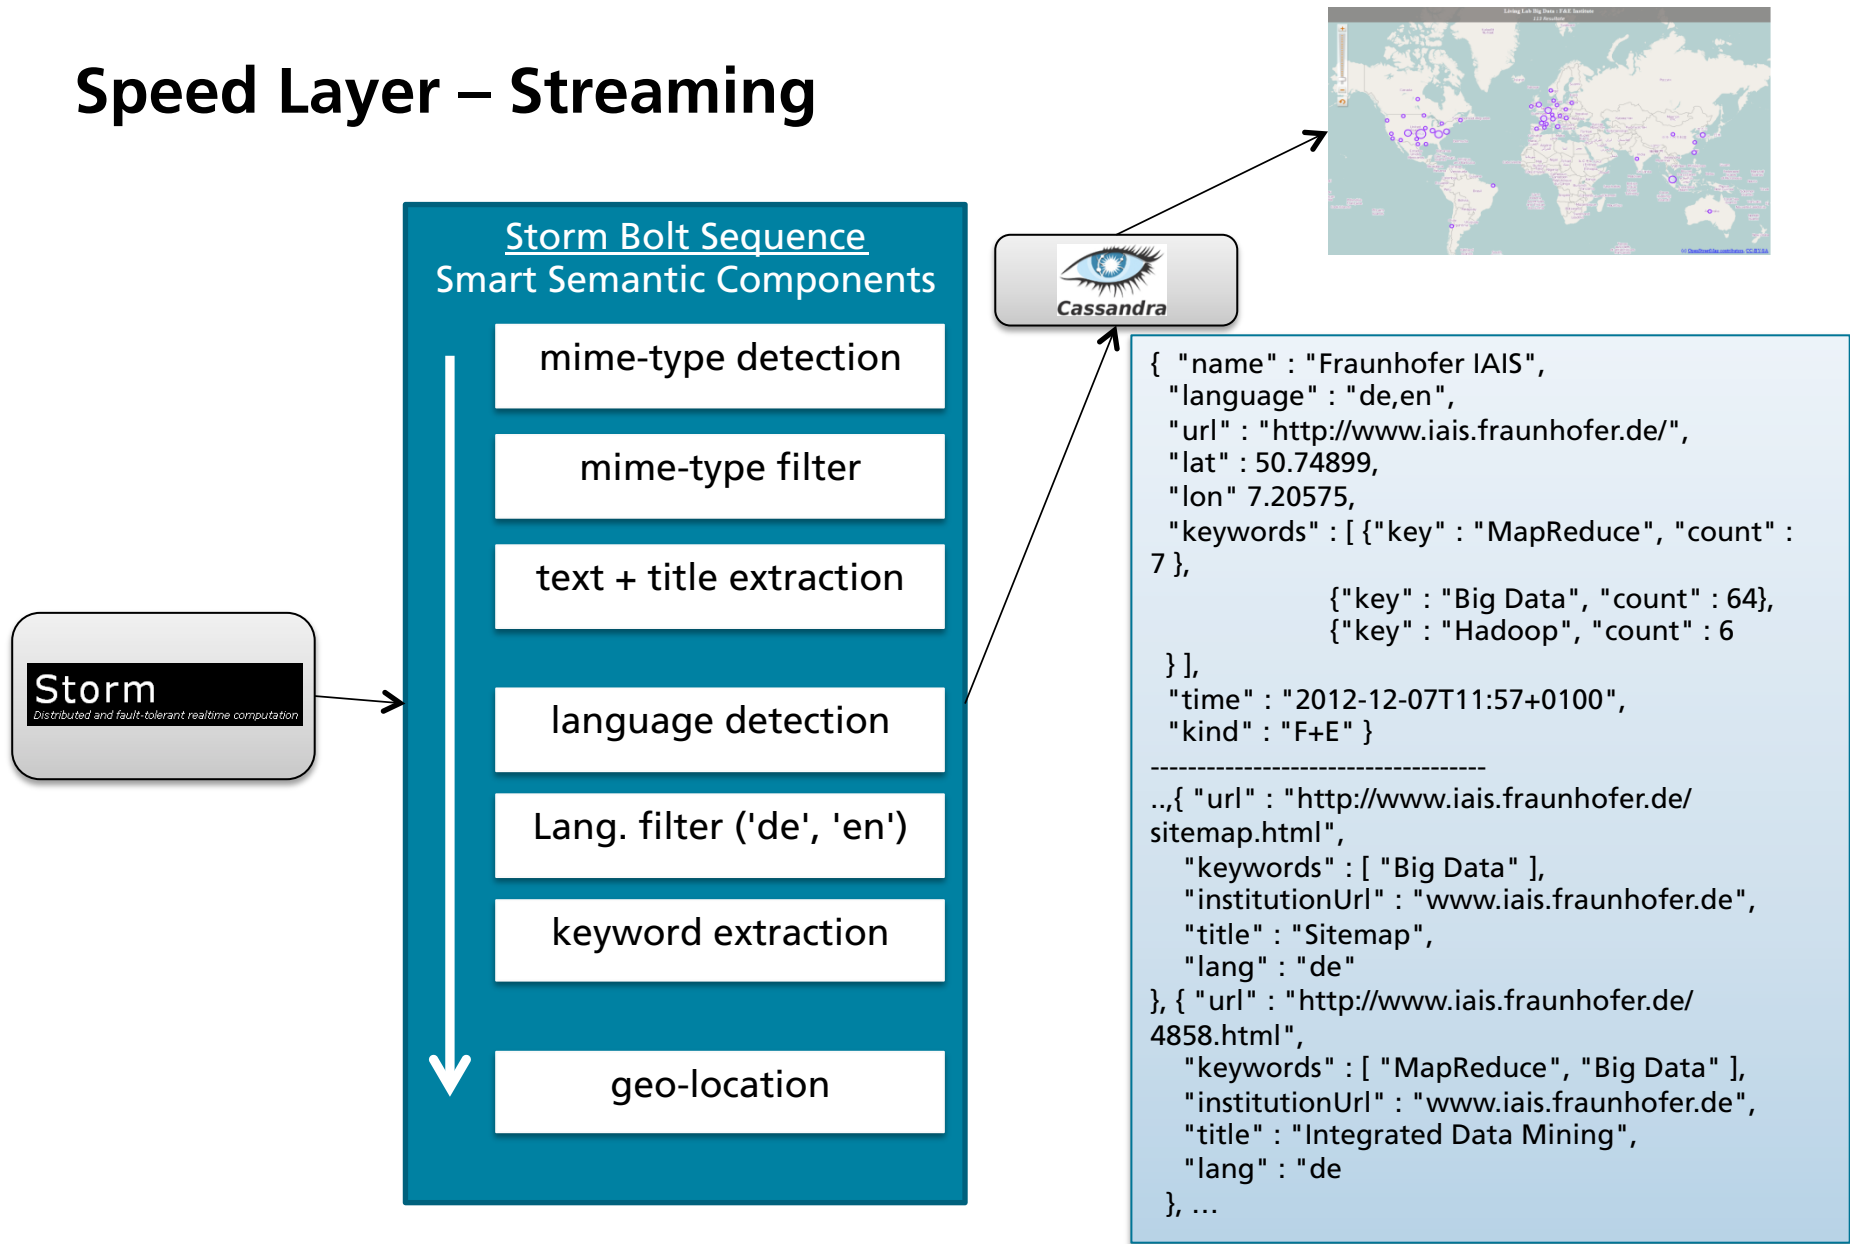 Speed Layer – Streaming
Living Lab Big Data : F&E Institute
Storm Bolt Sequence
Smart Semantic Components
mime-type detection
mime-type filter
text + title extraction
language detection
Lang. filter ('de', 'en')
keyword extraction
geo-location
Storm
Distributed and fault-tolerant realtime computation
Cassandra
{  "name" : "Fraunhofer IAIS",
"language" : "de,en",
"url" : "http://www.iais.fraunhofer.de/",
"lat" : 50.74899,
"lon" 7.20575,
"keywords" : [ {"key" : "MapReduce", "count" :
7 },
{"key" : "Big Data", "count" : 64},
{"key" : "Hadoop", "count" : 6
} ],
"time" : "2012-12-07T11:57+0100",
"kind" : "F+E" }
------------------------------------
..,{ "url" : "http://www.iais.fraunhofer.de/
sitemap.html",
"keywords" : [ "Big Data" ],
"institutionUrl" : "www.iais.fraunhofer.de",
"title" : "Sitemap",
"lang" : "de"
}, { "url" : "http://www.iais.fraunhofer.de/
4858.html",
"keywords" : [ "MapReduce", "Big Data" ],
"institutionUrl" : "www.iais.fraunhofer.de",
"title" : "Integrated Data Mining",
"lang" : "de
}, …